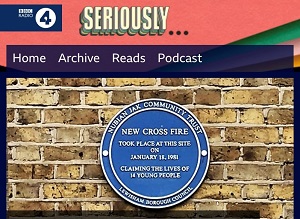 BBC
RADIO
4
SERIOUSLY...
Home Archive Reads Podcast
NUBIAN JAK COMMUNITY TRUST
NEW CROSS FIRE
TOOK PLACE AT THIS SITE
ON
JANUARY 18, 1981
CLAIMING THE LIVES OF
14 YOUNG PEOPLE
LEWISHAM BOROUGH COUNCIL